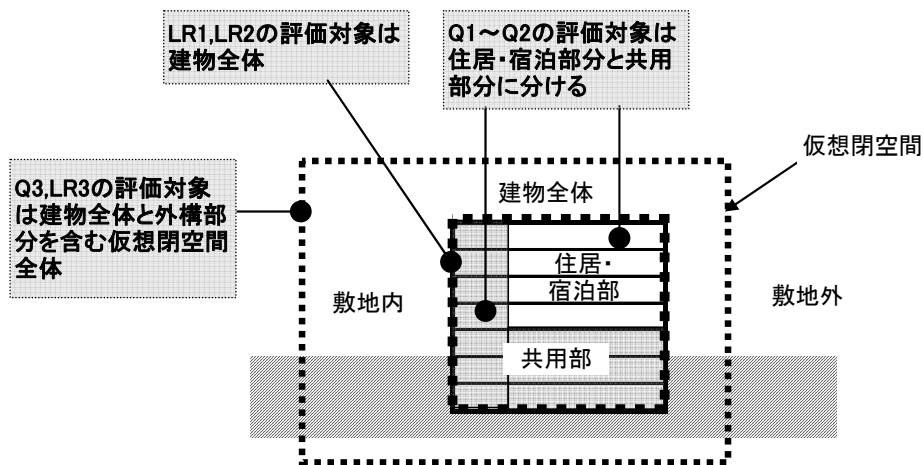 LR1,LR2の評価対象は
建物全体
Q1～Q2の評価対象は
住居・宿泊部分と共用
部分に分ける
仮想閉空間
Q3,LR3の評価対象
は建物全体と外構部
分を含む仮想閉空間
全体
建物全体
住居・
宿泊部
敷地内
敷地外
共用部